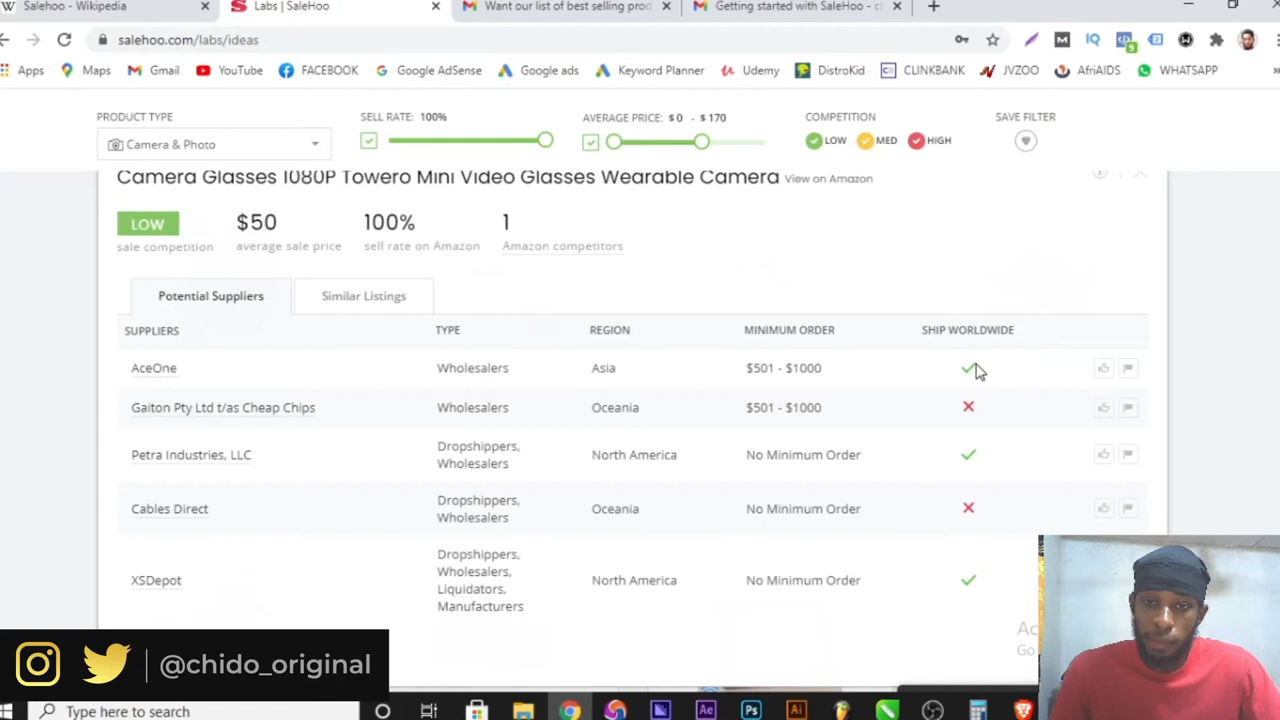 Salehoo - Wikipedia
Labs | SaleHoo
Want our list of best selling prod
Getting started with SaleHoo - c
salehoo.com/labs/ideas
Apps
Maps
Gmail
YouTube
FACEBOOK
Google AdSense
Google ads
Keyword Planner
Udemy
DistroKid
CLINKBANK
JVZOO
AfriAIDS
WHATSAPP
PRODUCT TYPE
SELL RATE: 100%
AVERAGE PRICE: $ 0 - $ 170
COMPETITION
SAVE FILTER
Camera & Photo
LOW
MED
HIGH
Camera Glasses 1080P Towero Mini Video Glasses Wearable Camera View on Amazon
LOW
$50
100%
1
sale competition
average sale price
sell rate on Amazon
Amazon competitors
Potential Suppliers
Similar Listings
SUPPLIERS TYPE REGION MINIMUM ORDER SHIP WORLDWIDE
AceOne Wholesalers Asia $501 - $1000
Gaiton Pty Ltd t/as Cheap Chips Wholesalers Oceania $501 - $1000
Petra Industries, LLC Dropshippers, Wholesalers North America No Minimum Order
Cables Direct Dropshippers, Wholesalers Oceania No Minimum Order
XSDepot Dropshippers, Wholesalers, Liquidators, Manufacturers North America No Minimum Order
@chido_original
Type here to search